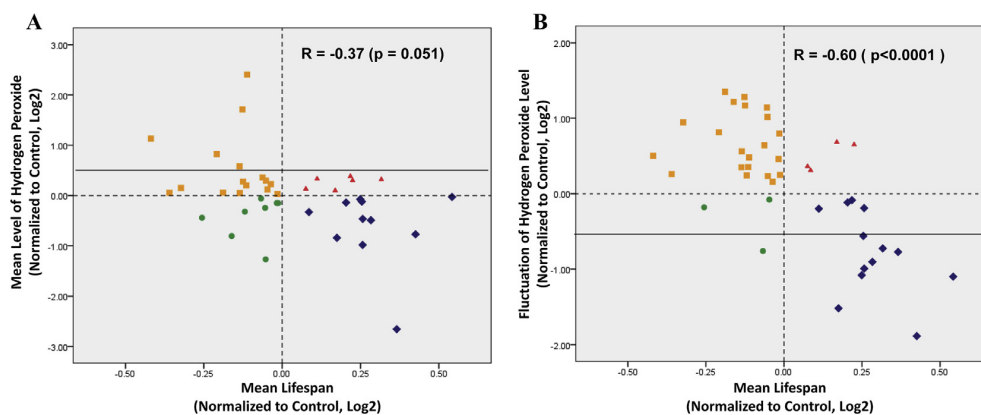 A
R = -0.37 (p = 0.051)
Mean Level of Hydrogen Peroxide
(Normalized to Control, Log2)
3.00
2.00
1.00
0.00
-1.00
-2.00
-3.00
-0.50
-0.25
0.00
0.25
0.50
Mean Lifespan
(Normalized to Control, Log2)
B
R = -0.60 ( p<0.0001 )
Fluctuation of Hydrogen Peroxide Level
(Normalized to Control, Log2)
2.00
1.00
0.00
-1.00
-2.00
-0.50
-0.25
0.00
0.25
0.50
Mean Lifespan
(Normalized to Control, Log2)